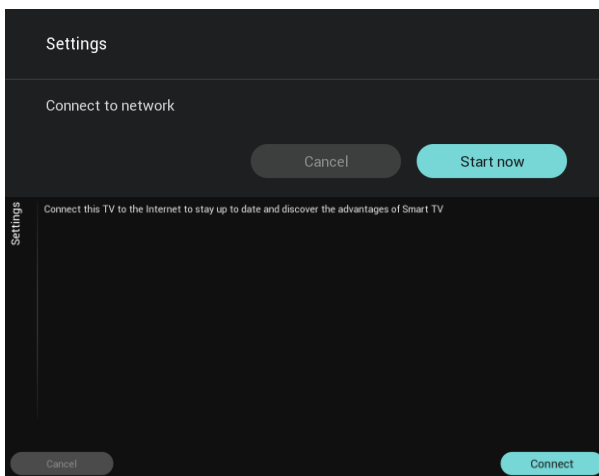 Settings
Connect to network
Cancel
Start now
Settings
Connect this TV to the Internet to stay up to date and discover the advantages of Smart TV
Cancel
Connect